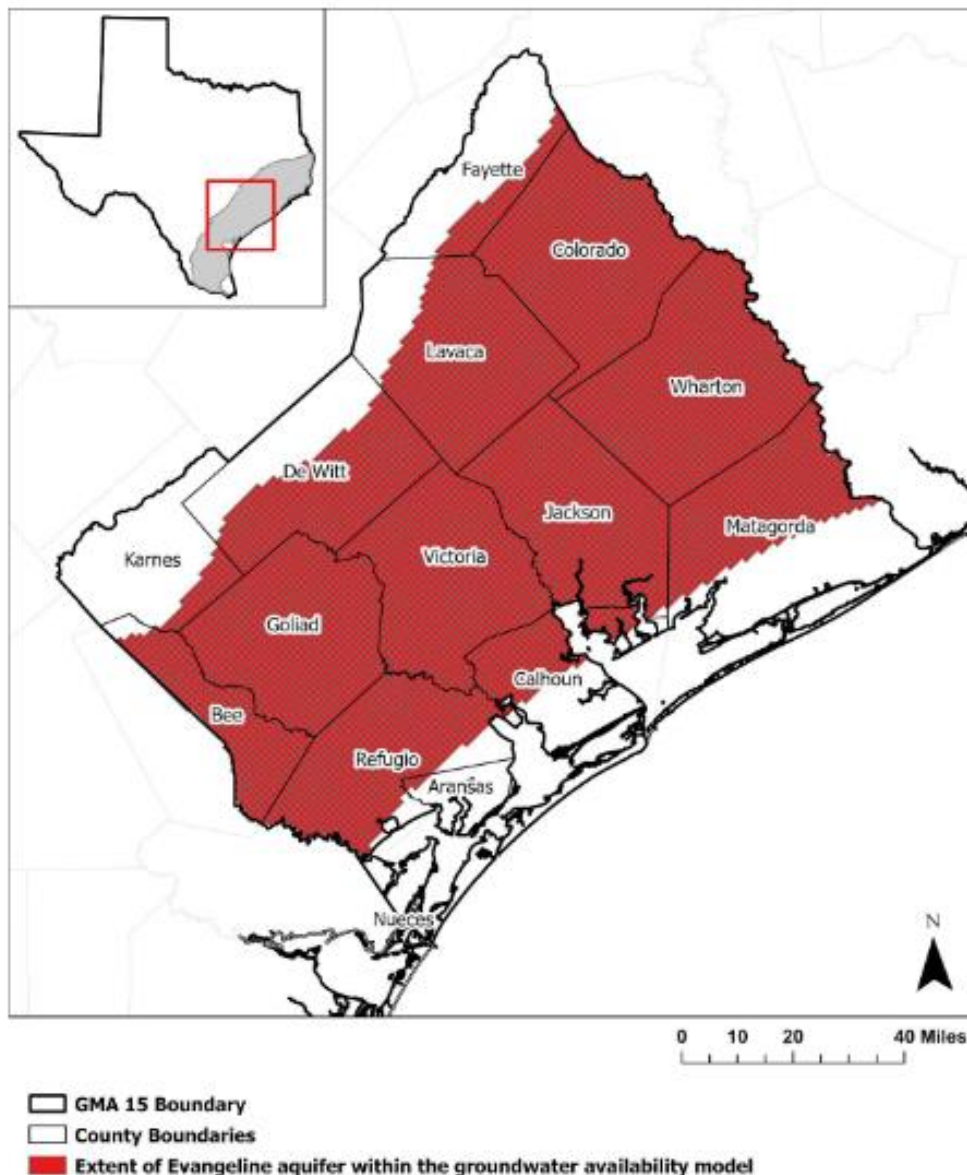 Fayette
Colorado
Lavaca
Wharton
De Witt
Jackson
Matagorda
Karnes
Victoria
Goliad
Calhoun
Bee
Refugio
Aransas
Nueces
N
0 10 20 40 Miles
GMA 15 Boundary
County Boundaries
Extent of Evangeline aquifer within the groundwater availability model